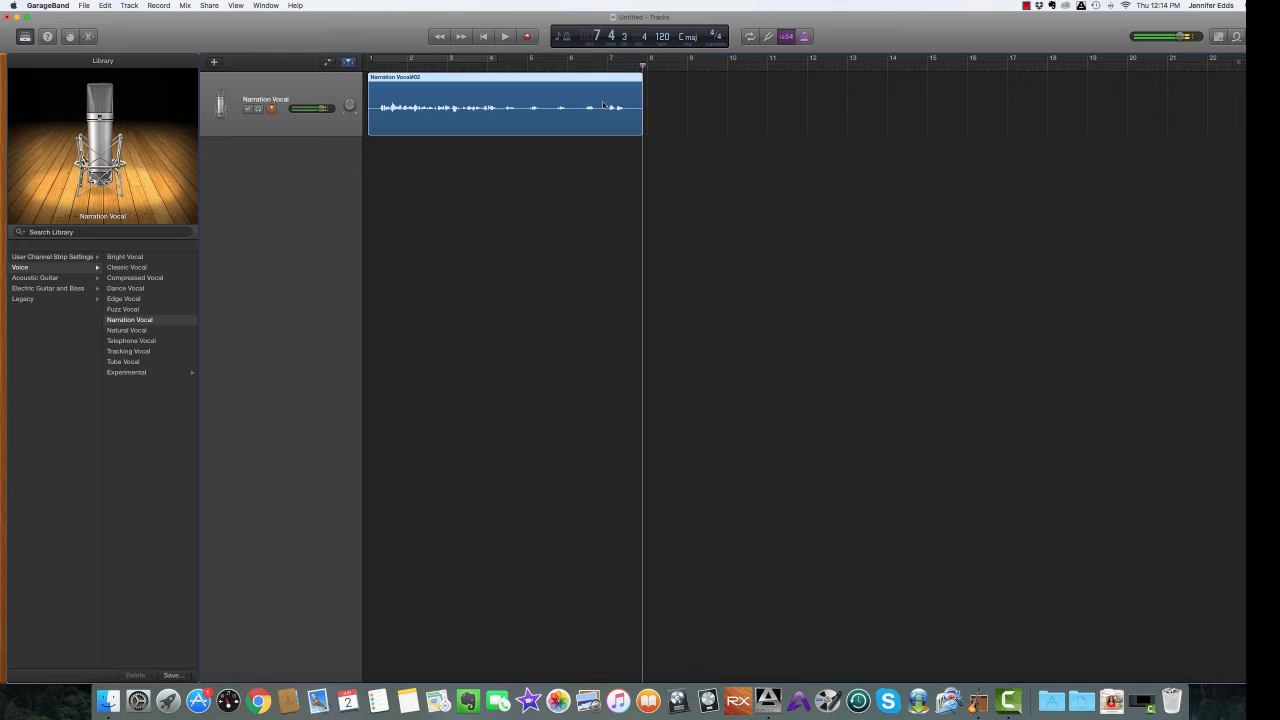 GarageBand File Edit Track Record Mix Share View Window Help
Thu 12:14 PM Jennifer Edds
Untitled - Tracks
7 4 3 4 120 C maj 4/4
1234
Library
1 2 3 4 5 6 7 8 9 10 11 12 13 14 15 16 17 18 19 20 21 22
Narration Vocal#02
Narration Vocal
Narration Vocal
Search Library
User Channel Strip Settings
Voice
Acoustic Guitar
Electric Guitar and Bass
Legacy
Bright Vocal
Classic Vocal
Compressed Vocal
Dance Vocal
Edge Vocal
Fuzz Vocal
Narration Vocal
Natural Vocal
Telephone Vocal
Tracking Vocal
Tube Vocal
Experimental
Delete Save...
2
RX